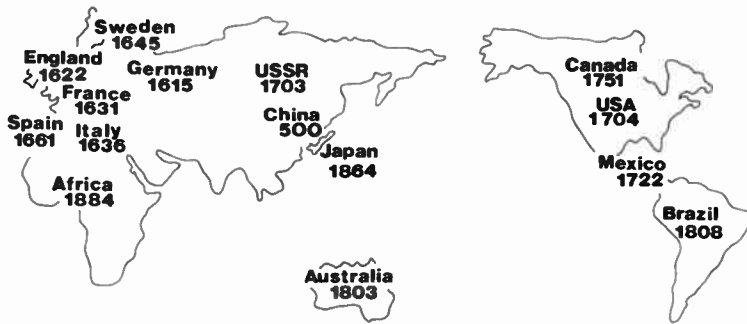 Sweden
1645
England
1622
Germany
1615
USSR
1703
France
1631
Spain
1661
Italy
1636
China
500
Japan
1864
Africa
1884
Australia
1803
Canada
1751
USA
1704
Mexico
1722
Brazil
1808